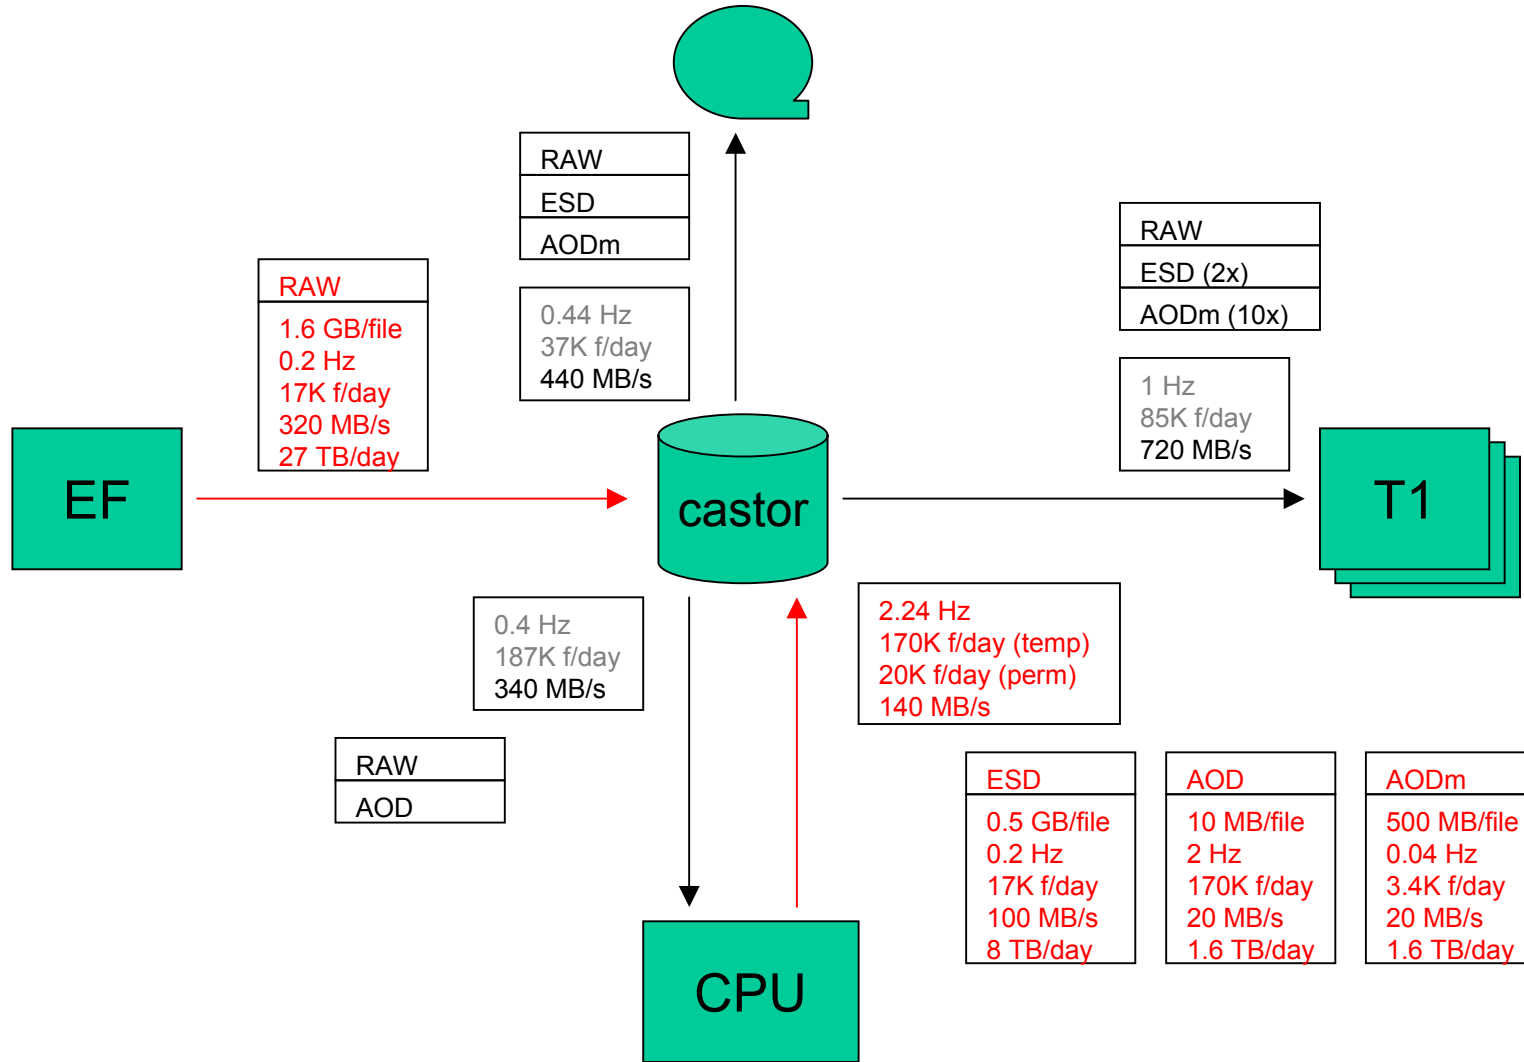 RAW
ESD
AODm
0.44 Hz
37K f/day
440 MB/s
RAW
1.6 GB/file
0.2 Hz
17K f/day
320 MB/s
27 TB/day
RAW
ESD (2x)
AODm (10x)
1 Hz
85K f/day
720 MB/s
EF
castor
T1
0.4 Hz
187K f/day
340 MB/s
RAW
AOD
2.24 Hz
170K f/day (temp)
20K f/day (perm)
140 MB/s
ESD
0.5 GB/file
0.2 Hz
17K f/day
100 MB/s
8 TB/day
AOD
10 MB/file
2 Hz
170K f/day
20 MB/s
1.6 TB/day
AODm
500 MB/file
0.04 Hz
3.4K f/day
20 MB/s
1.6 TB/day
CPU